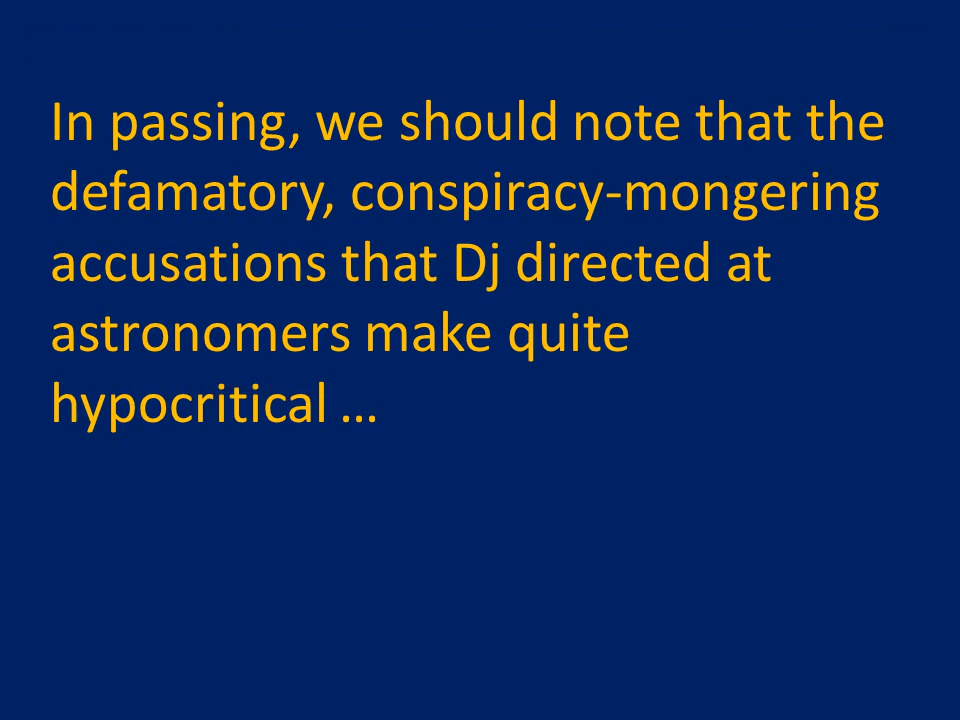 In passing, we should note that the
defamatory, conspiracy-mongering
accusations that Dj directed at
astronomers make quite
hypocritical …